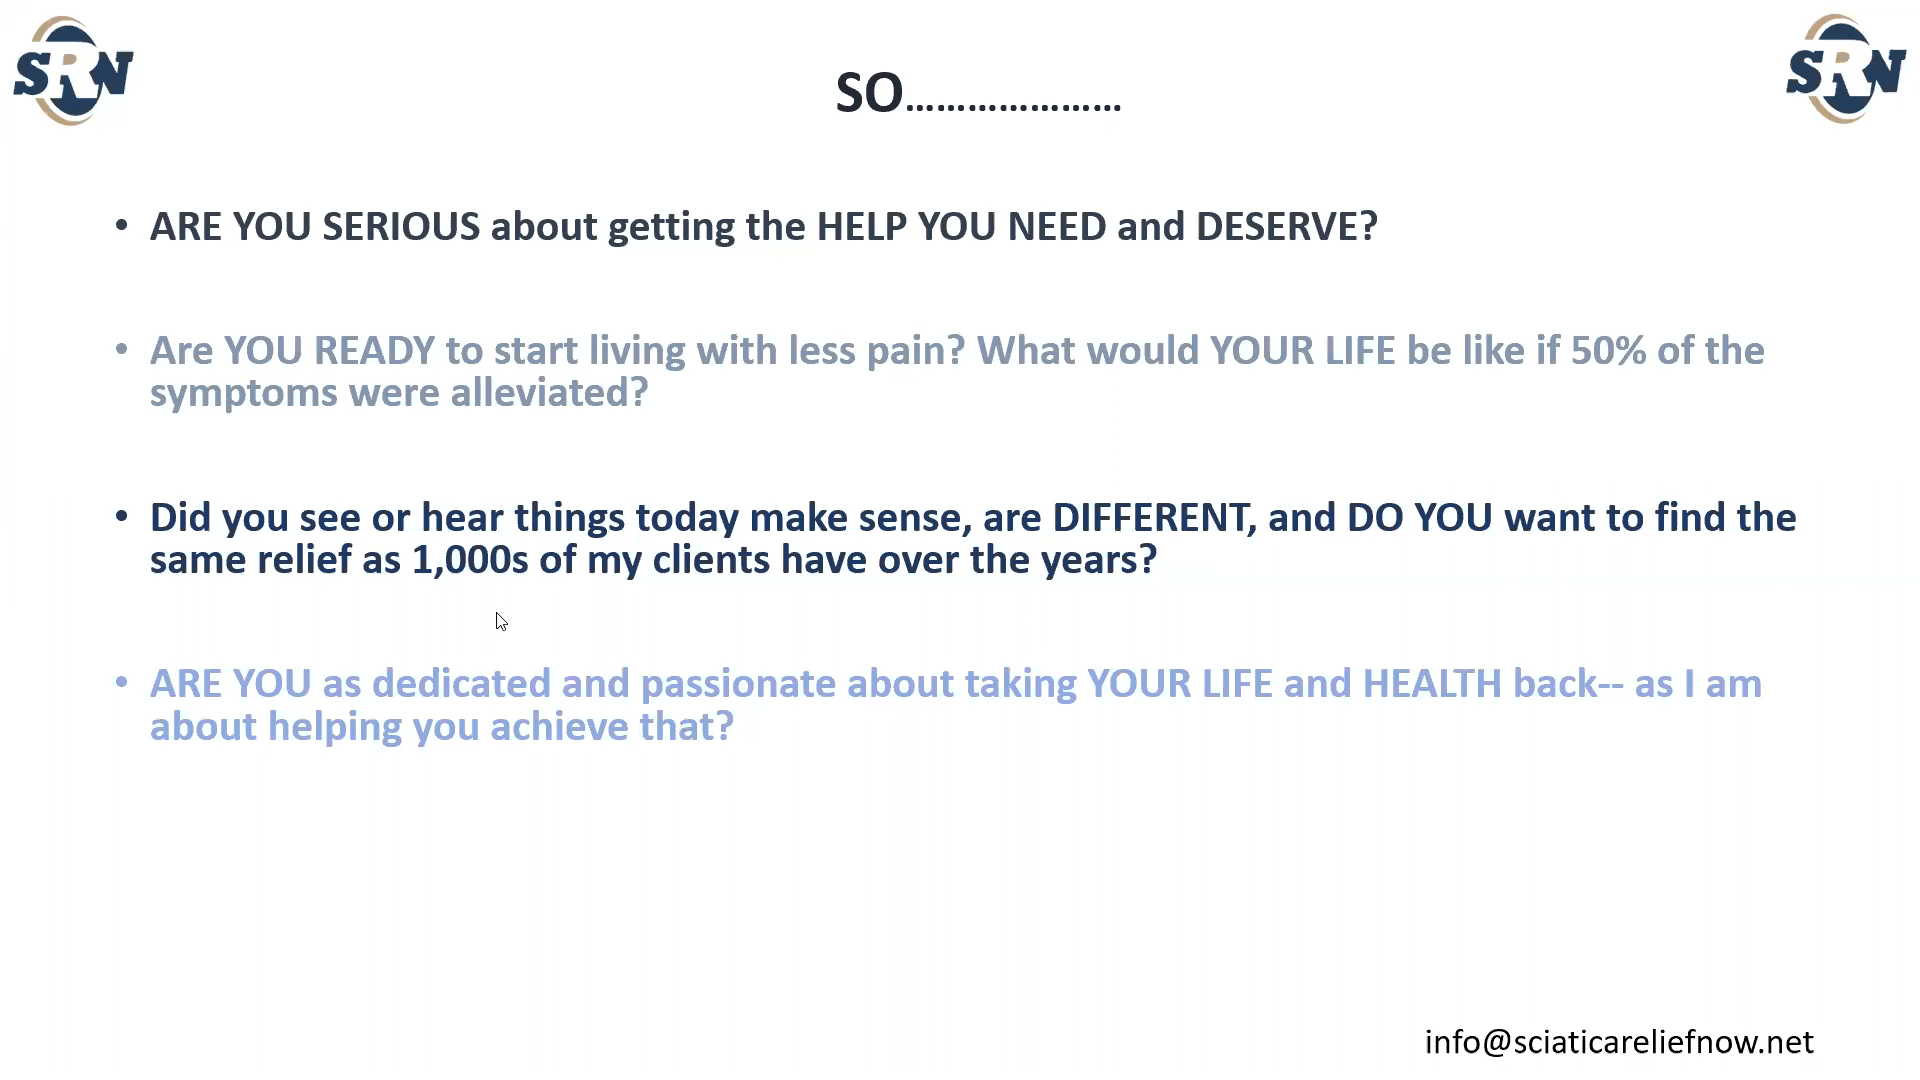 SRN
SRN
SO.....................
• ARE YOU SERIOUS about getting the HELP YOU NEED and DESERVE?
• Are YOU READY to start living with less pain? What would YOUR LIFE be like if 50% of the
symptoms were alleviated?
• Did you see or hear things today make sense, are DIFFERENT, and DO YOU want to find the
same relief as 1,000s of my clients have over the years?
• ARE YOU as dedicated and passionate about taking YOUR LIFE and HEALTH back-- as I am
about helping you achieve that?
info@sciaticareliefnow.net